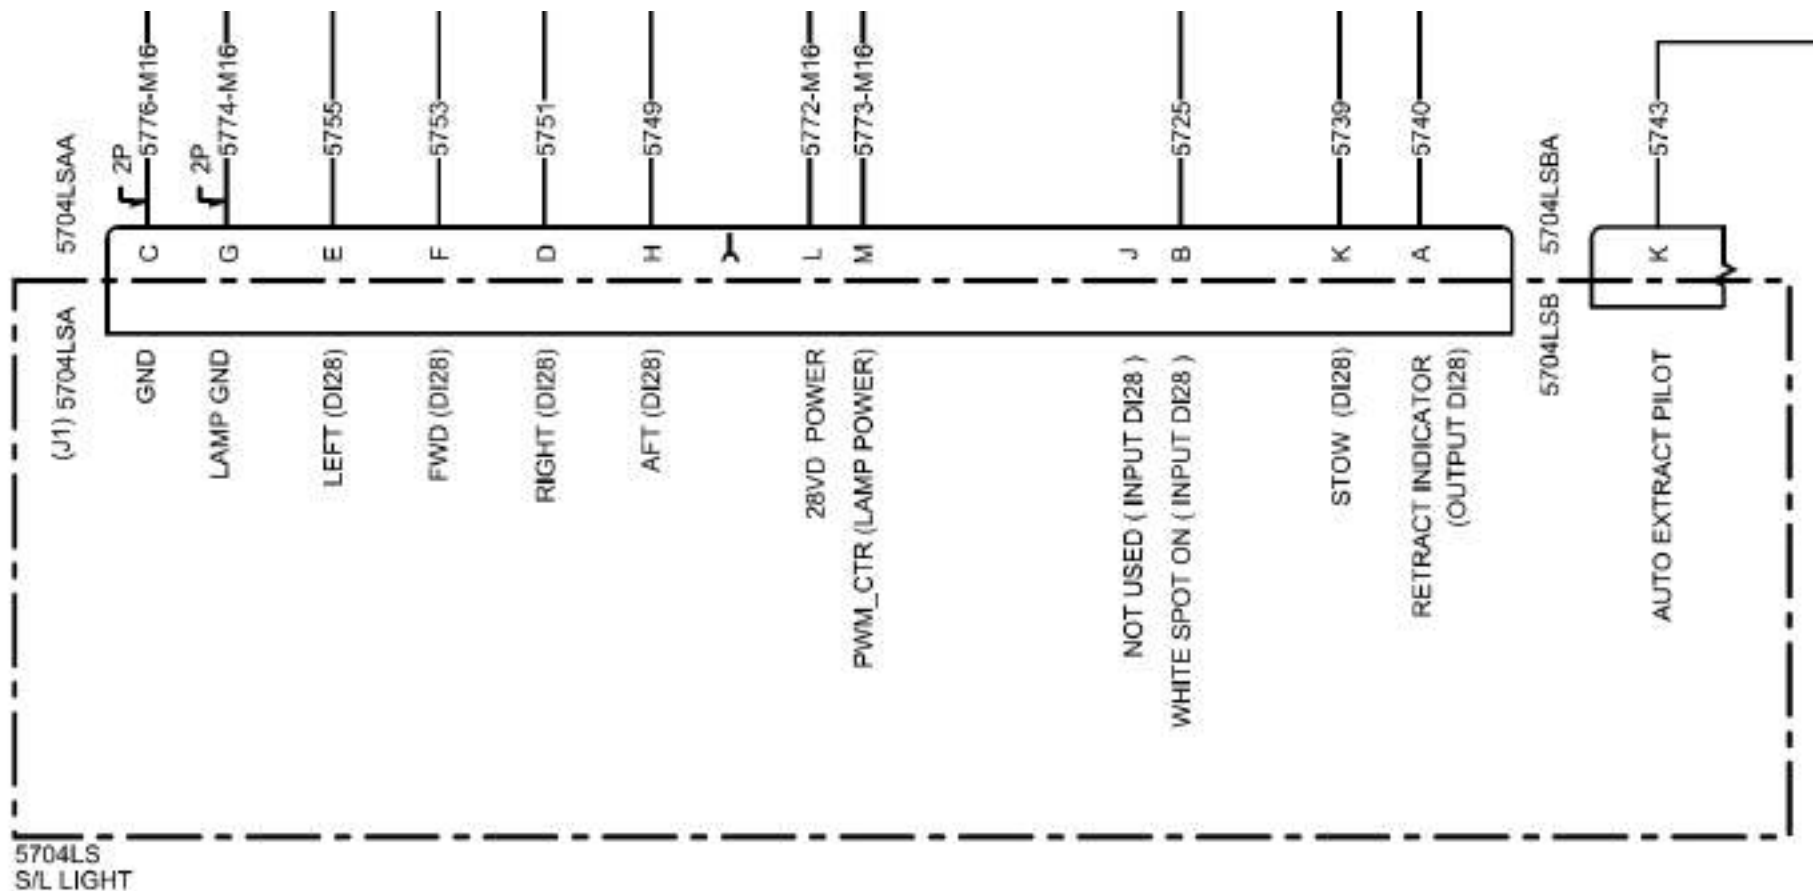 5704LSAA
2P
5776-M16
2P
5774-M16
5755
5753
5751
5749
5772-M16
5773-M16
5725
5739
5740
5704LSBA
5743
C
G
E
F
D
H
L
M
J
B
K
A
K
(J1) 5704LSA
GND
LAMP GND
LEFT (DI28)
FWD (DI28)
RIGHT (DI28)
AFT (DI28)
28VD POWER
PWM_CTR (LAMP POWER)
NOT USED ( INPUT DI28 )
WHITE SPOT ON ( INPUT DI28 )
STOW (DI28)
RETRACT INDICATOR
(OUTPUT DI28)
5704LSB
AUTO EXTRACT PILOT
5704LS
S/L LIGHT